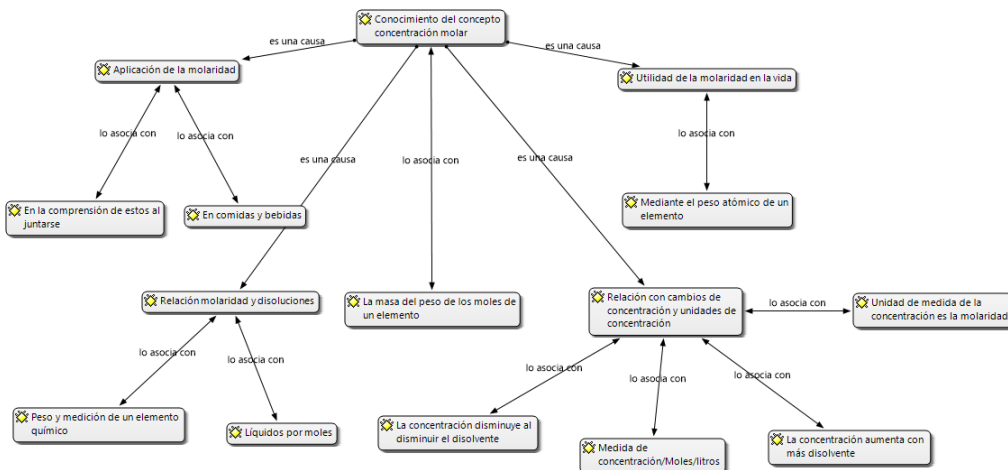 Conocimiento del concepto
concentración molar
es una causa
es una causa
Aplicación de la molaridad
Utilidad de la molaridad en la vida
lo asocia con
lo asocia con
es una causa
lo asocia con
es una causa
lo asocia con
En la comprensión de estos al
juntarse
En comidas y bebidas
Mediante el peso atómico de un
elemento
Relación molaridad y disoluciones
La masa del peso de los moles de
un elemento
Relación con cambios de
concentración y unidades de
concentración
lo asocia con
Unidad de medida de la
concentración es la molaridad
lo asocia con
lo asocia con
lo asocia con
lo asocia con
lo asocia con
Peso y medición de un elemento
químico
Líquidos por moles
La concentración disminuye al
disminuir el disolvente
Medida de
concentración/Moles/litros
La concentración aumenta con
más disolvente